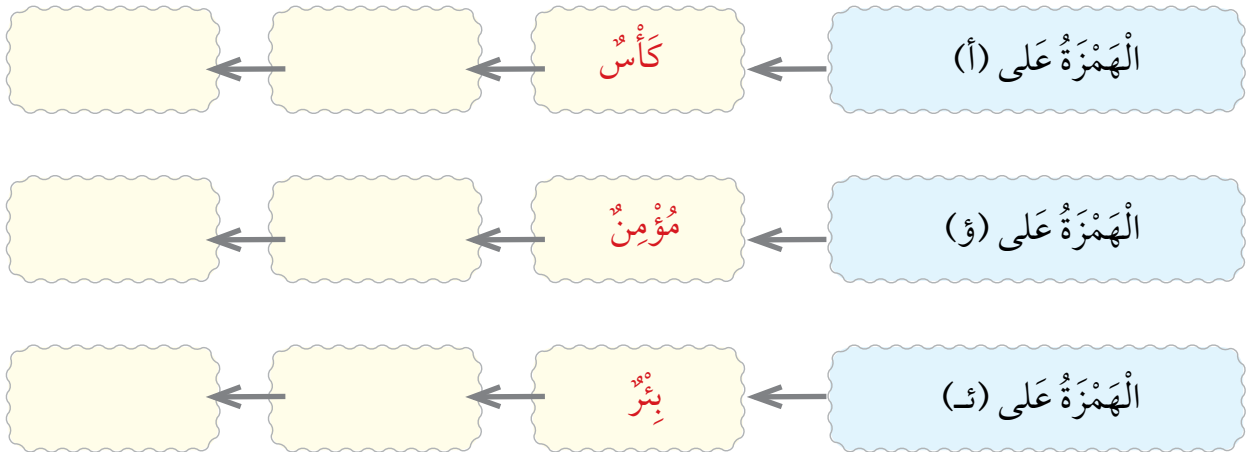 الْهَمْزَةُ عَلى (أ) كَأْسٌ
الْهَمْزَةُ عَلى (ؤ) مُؤْمِنٌ
الْهَمْزَةُ عَلى (ئـ) بِئْرٌ